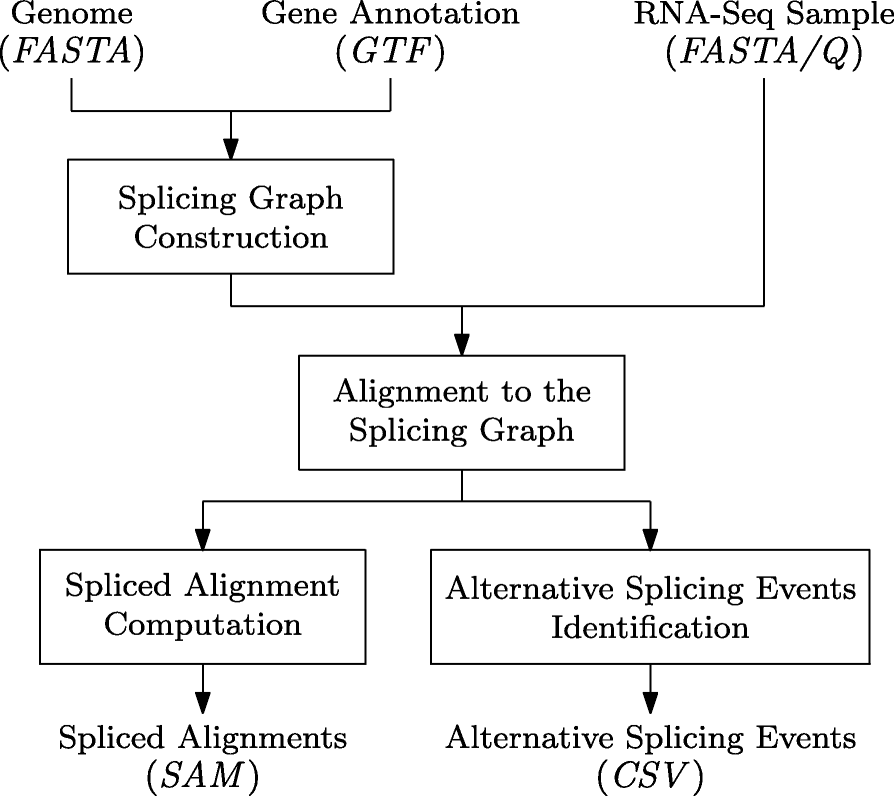 Genome
(FASTA)
Gene Annotation
(GTF)
RNA-Seq Sample
(FASTA/Q)
Splicing Graph
Construction
Alignment to the
Splicing Graph
Spliced Alignment
Computation
Alternative Splicing Events
Identification
Spliced Alignments
(SAM)
Alternative Splicing Events
(CSV)